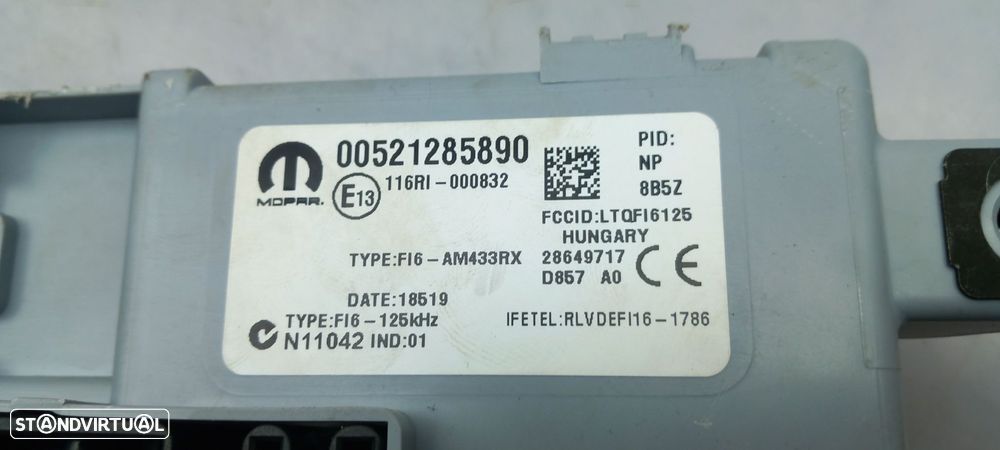 00521285890
MOPAR.
E13
116RI-000832
PID:
NP
8B5Z
FCCID:LTQFI6125
HUNGARY
TYPE:FI6-AM433RX
28649717
D857 A0
CE
DATE:18519
TYPE:FI6-125kHz
N11042 IND:01
IFETEL:RLVDEFI16-1786
STANDVIRTUAL